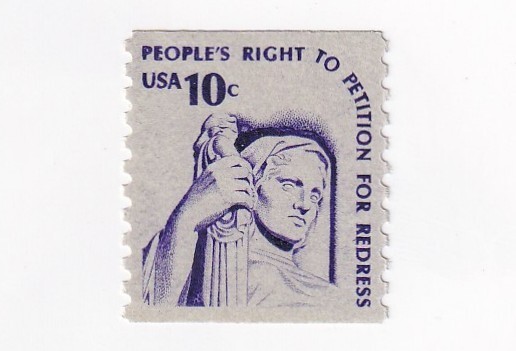 PEOPLE'S RIGHT TO PETITION FOR REDRESS
USA 10c